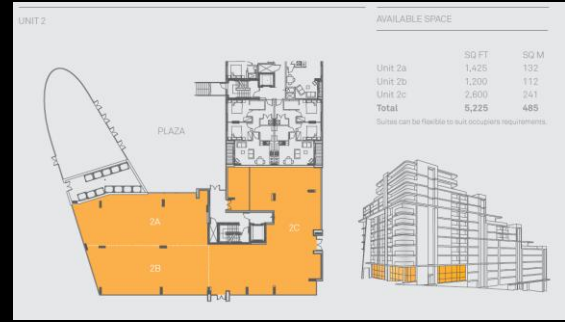 UNIT 2
AVAILABLE SPACE
SQ FT SQ M
Unit 2a 1,425 132
Unit 2b 1,200 112
Unit 2c 2,600 241
Total 5,225 485
Suites can be flexible to suit occupiers requirements.
PLAZA
2A
2B
2C